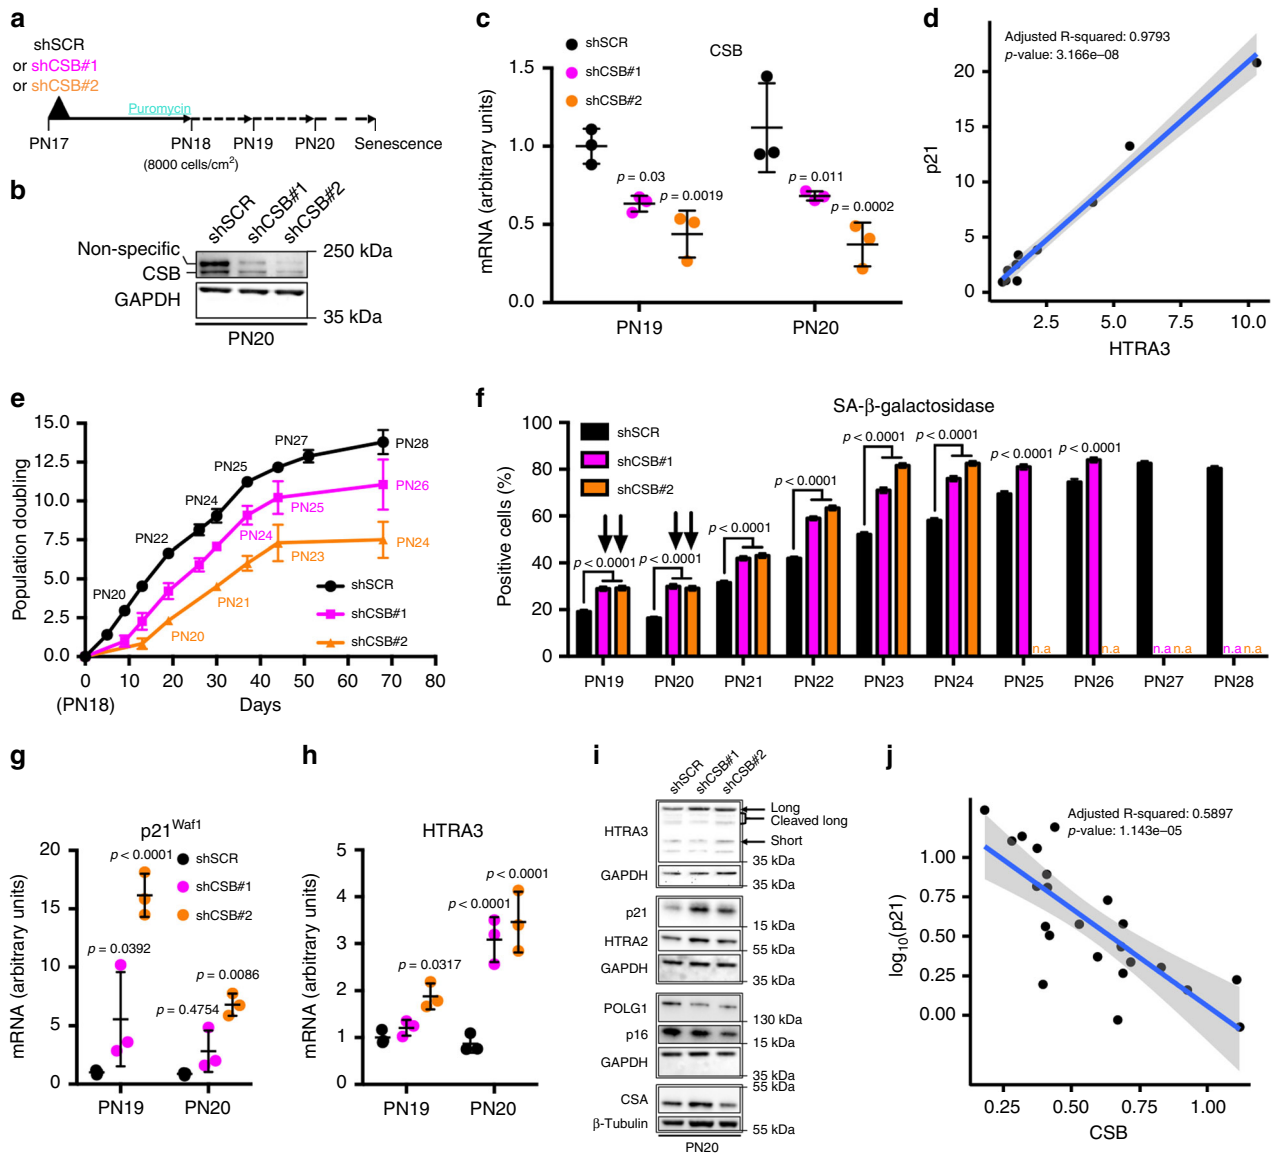 a
shSCR
or shCSB#1
or shCSB#2
Puromycin
PN17 PN18 PN19 PN20 Senescence
(8000 cells/cm²)
b
shSCR shCSB#1 shCSB#2
Non-specific
CSB
GAPDH
250 kDa
35 kDa
PN20
c
CSB
shSCR
shCSB#1
shCSB#2
mRNA (arbitrary units)
1.5
1.0
0.5
0.0
p = 0.03
p = 0.0019
p = 0.011
p = 0.0002
PN19 PN20
d
Adjusted R-squared: 0.9793
p-value: 3.166e–08
p21
20
15
10
5
0
2.5 5.0 7.5 10.0
HTRA3
e
Population doubling
15.0
12.5
10.0
7.5
5.0
2.5
0.0
PN20
PN22
PN24
PN25
PN27
PN28
PN24
PN25
PN26
PN20
PN21
PN23
PN24
shSCR
shCSB#1
shCSB#2
0 10 20 30 40 50 60 70 80
(PN18) Days
f
SA-β-galactosidase
shSCR
shCSB#1
shCSB#2
Positive cells (%)
100
80
60
40
20
0
p < 0.0001
p < 0.0001
p < 0.0001
p < 0.0001
p < 0.0001
p < 0.0001
p < 0.0001
p < 0.0001
n.a
n.a
n.a n.a
n.a n.a
PN19 PN20 PN21 PN22 PN23 PN24 PN25 PN26 PN27 PN28
g
p21Waf1
mRNA (arbitrary units)
20
15
10
5
0
p < 0.0001
p = 0.0392
p = 0.4754
p = 0.0086
shSCR
shCSB#1
shCSB#2
PN19 PN20
h
HTRA3
mRNA (arbitrary units)
5
4
3
2
1
0
p = 0.0317
p < 0.0001
p < 0.0001
PN19 PN20
i
shSCR shCSB#1 shCSB#2
HTRA3
Long
Cleaved long
Short
35 kDa
GAPDH
35 kDa
p21
15 kDa
HTRA2
55 kDa
GAPDH
35 kDa
POLG1
130 kDa
p16
15 kDa
GAPDH
35 kDa
55 kDa
CSA
β-Tubulin
55 kDa
PN20
j
Adjusted R-squared: 0.5897
p-value: 1.143e–05
log10(p21)
1.00
0.75
0.50
0.25
0.00
0.25 0.50 0.75 1.00
CSB